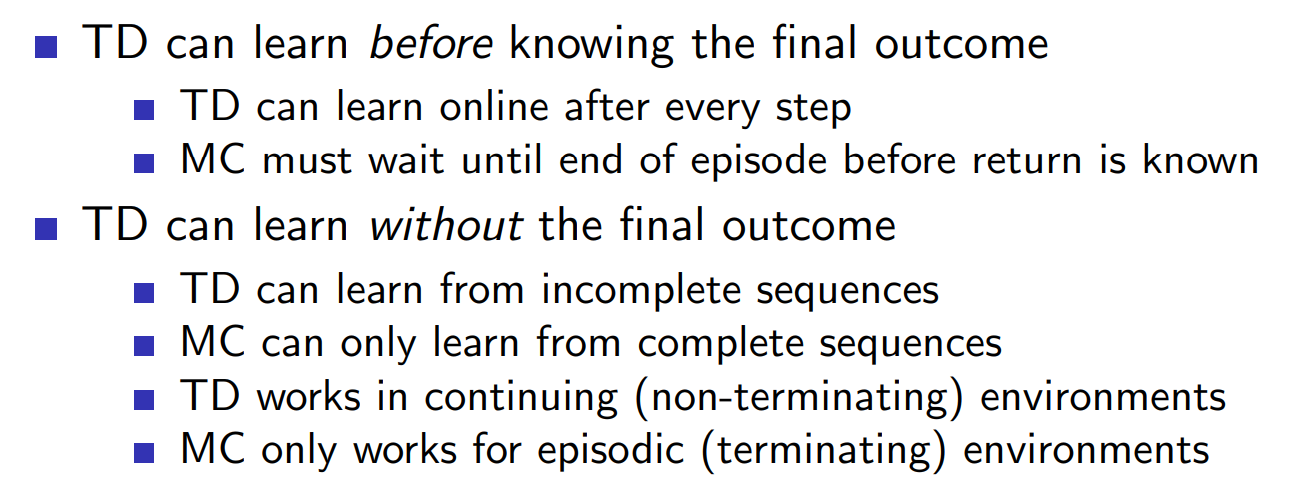 TD can learn before knowing the final outcome
TD can learn online after every step
MC must wait until end of episode before return is known
TD can learn without the final outcome
TD can learn from incomplete sequences
MC can only learn from complete sequences
TD works in continuing (non-terminating) environments
MC only works for episodic (terminating) environments